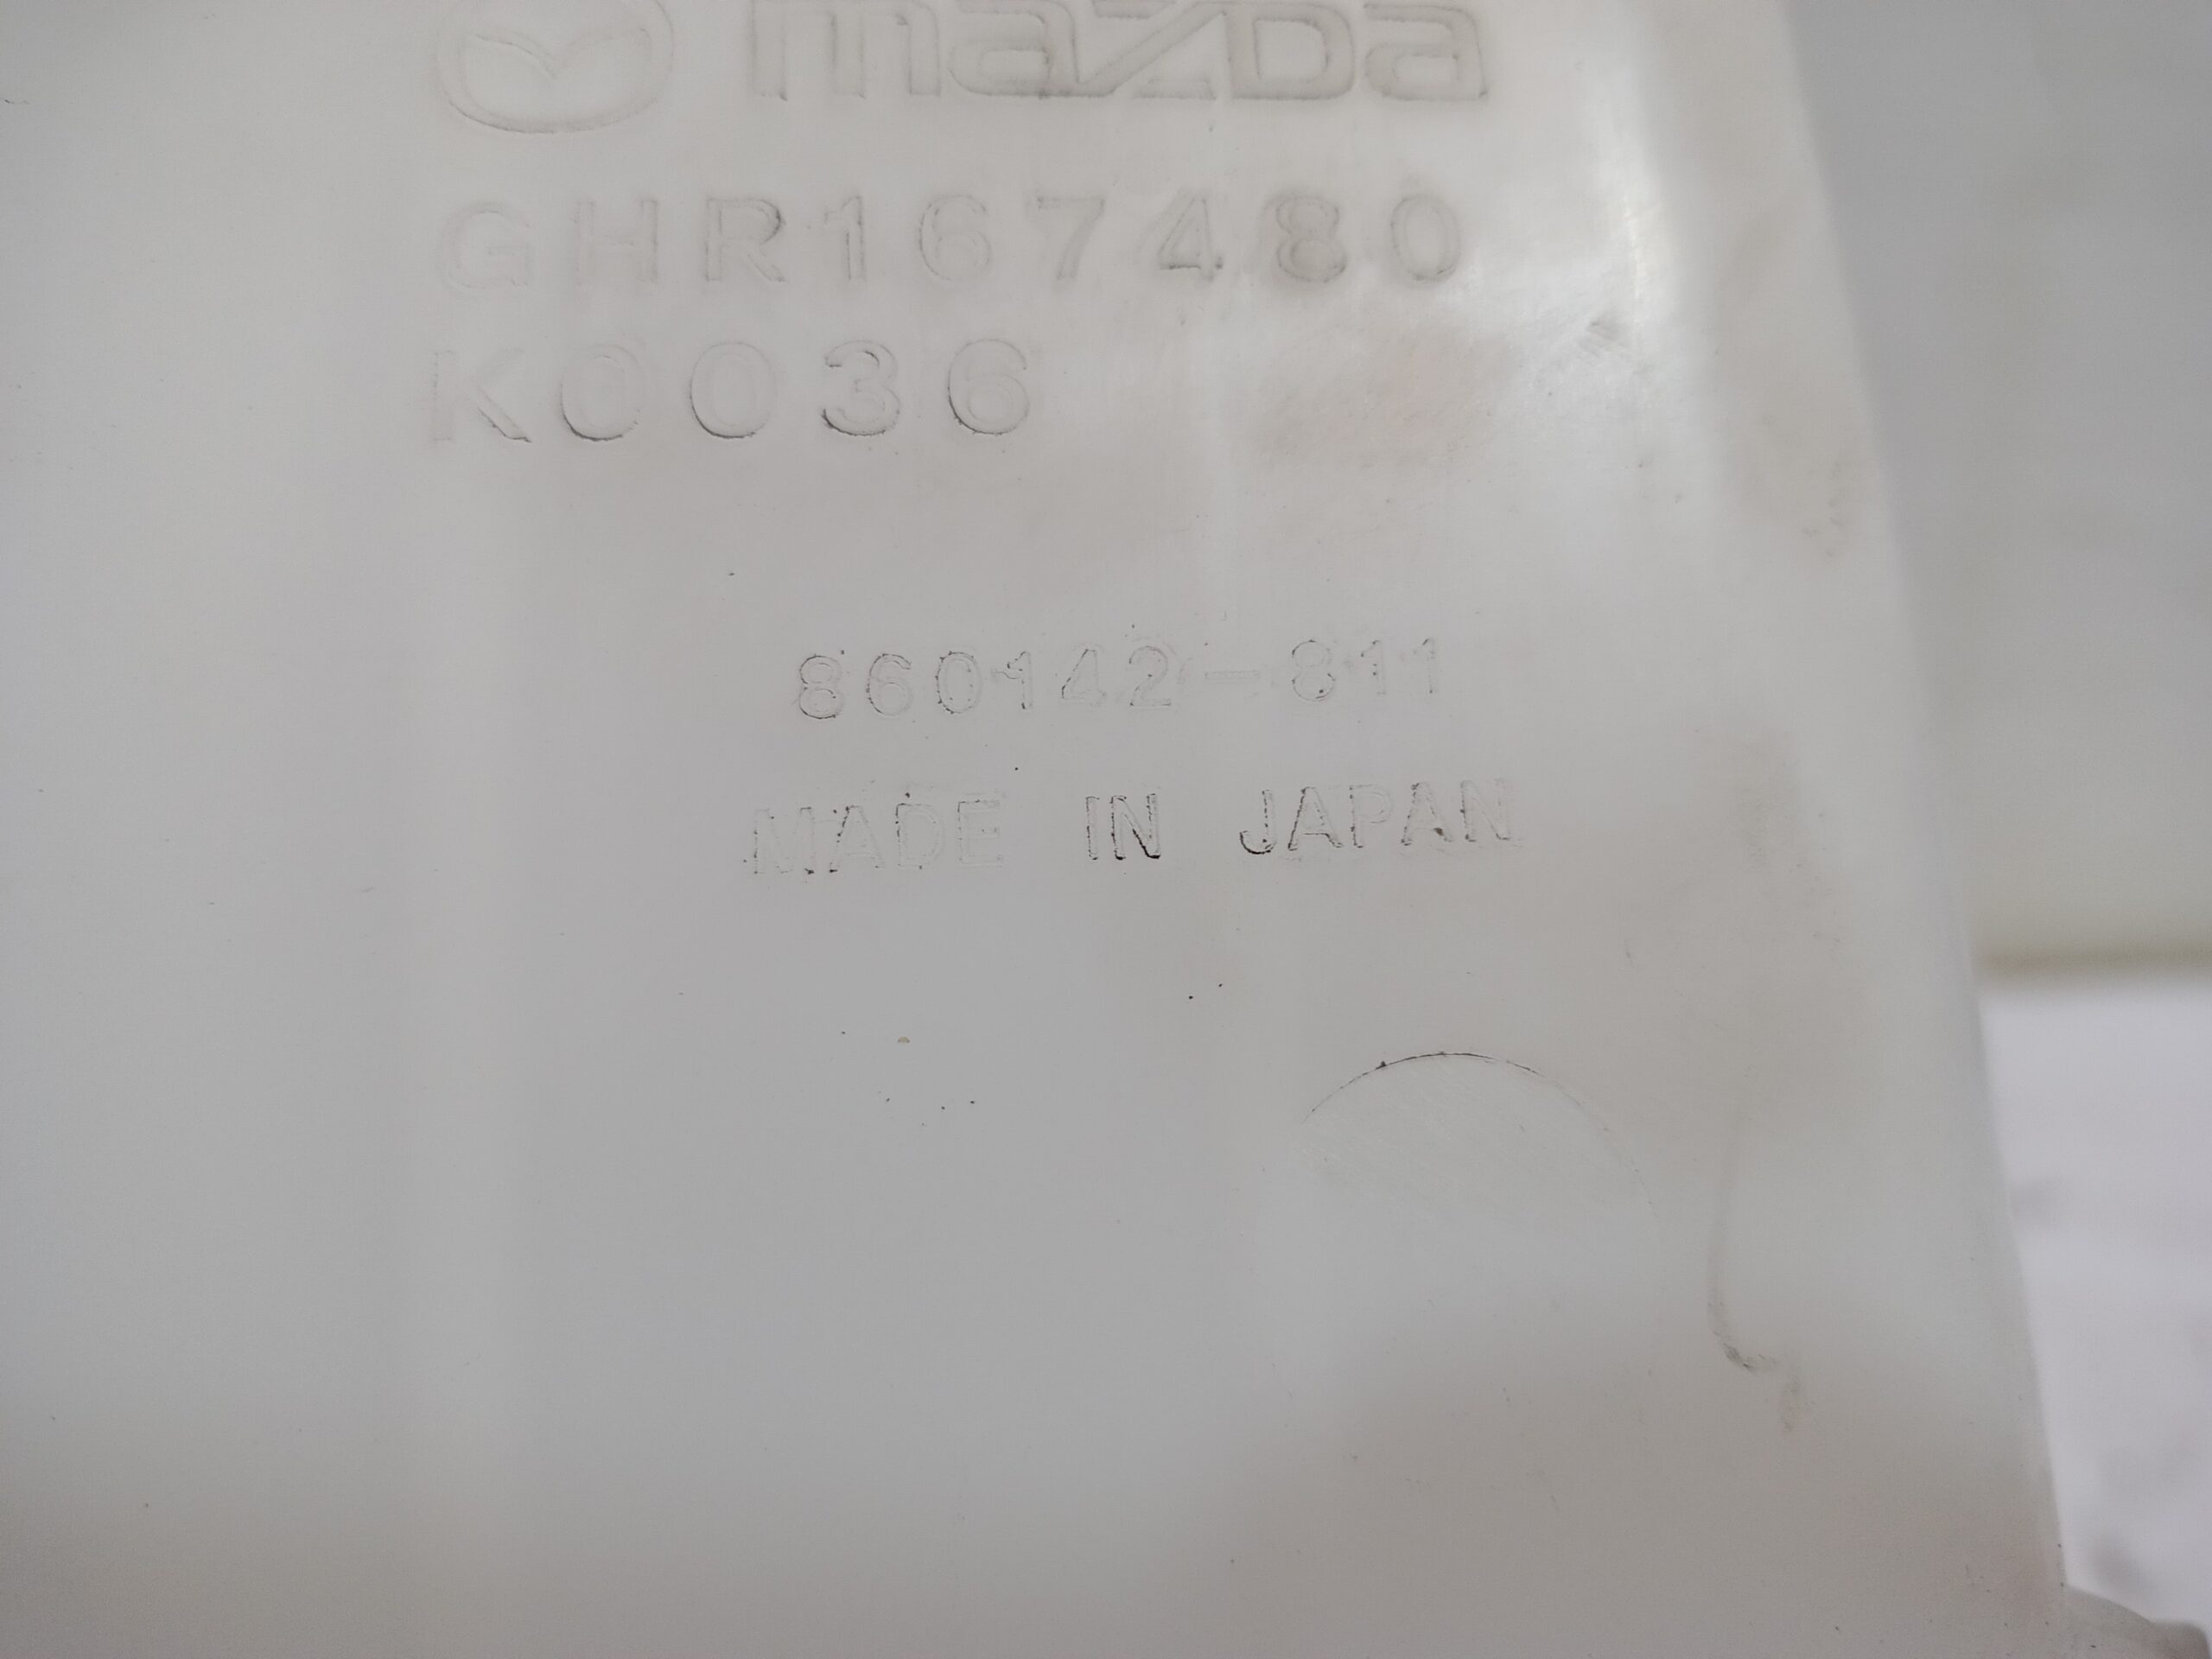 mazda
GHR167480
K0036
860142-811
MADE IN JAPAN